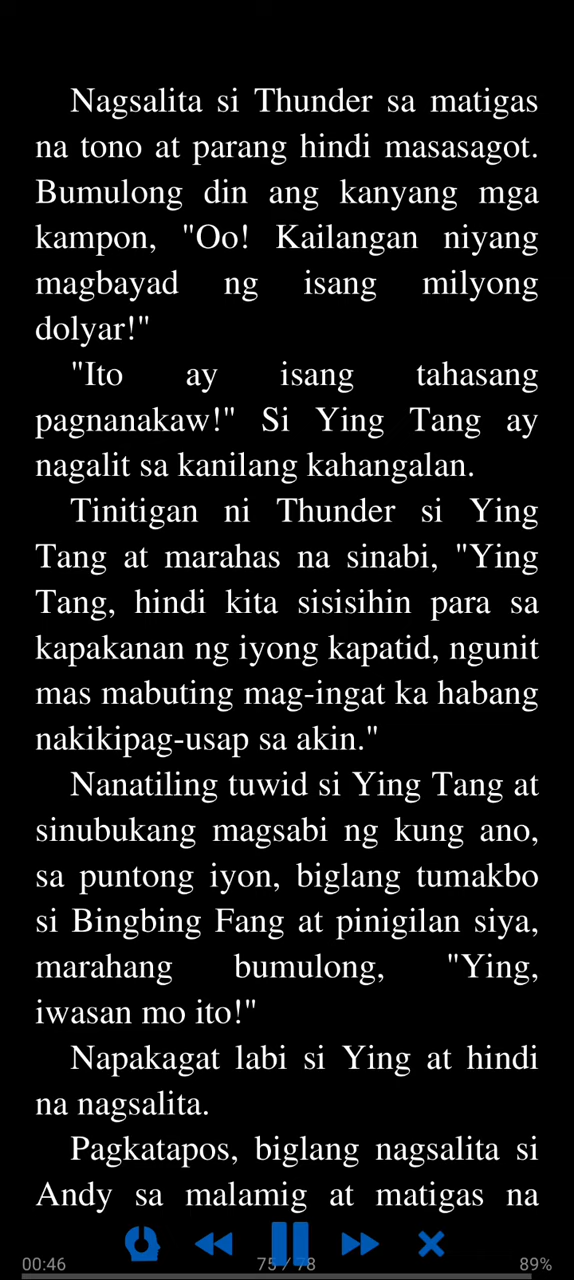 Nagsalita si Thunder sa matigas
na tono at parang hindi masasagot.
Bumulong din ang kanyang mga
kampon, "Oo! Kailangan niyang
magbayad ng isang milyong
dolyar!"
"Ito ay isang tahasang
pagnanakaw!" Si Ying Tang ay
nagalit sa kanilang kahangalan.
Tinitigan ni Thunder si Ying
Tang at marahas na sinabi, "Ying
Tang, hindi kita sisisihin para sa
kapakanan ng iyong kapatid, ngunit
mas mabuting mag-ingat ka habang
nakikipag-usap sa akin."
Nanatiling tuwid si Ying Tang at
sinubukang magsabi ng kung ano,
sa puntong iyon, biglang tumakbo
si Bingbing Fang at pinigilan siya,
marahang bumulong, "Ying,
iwasan mo ito!"
Napakagat labi si Ying at hindi
na nagsalita.
Pagkatapos, biglang nagsalita si
Andy sa malamig at matigas na
00:46 75 / 78 89%